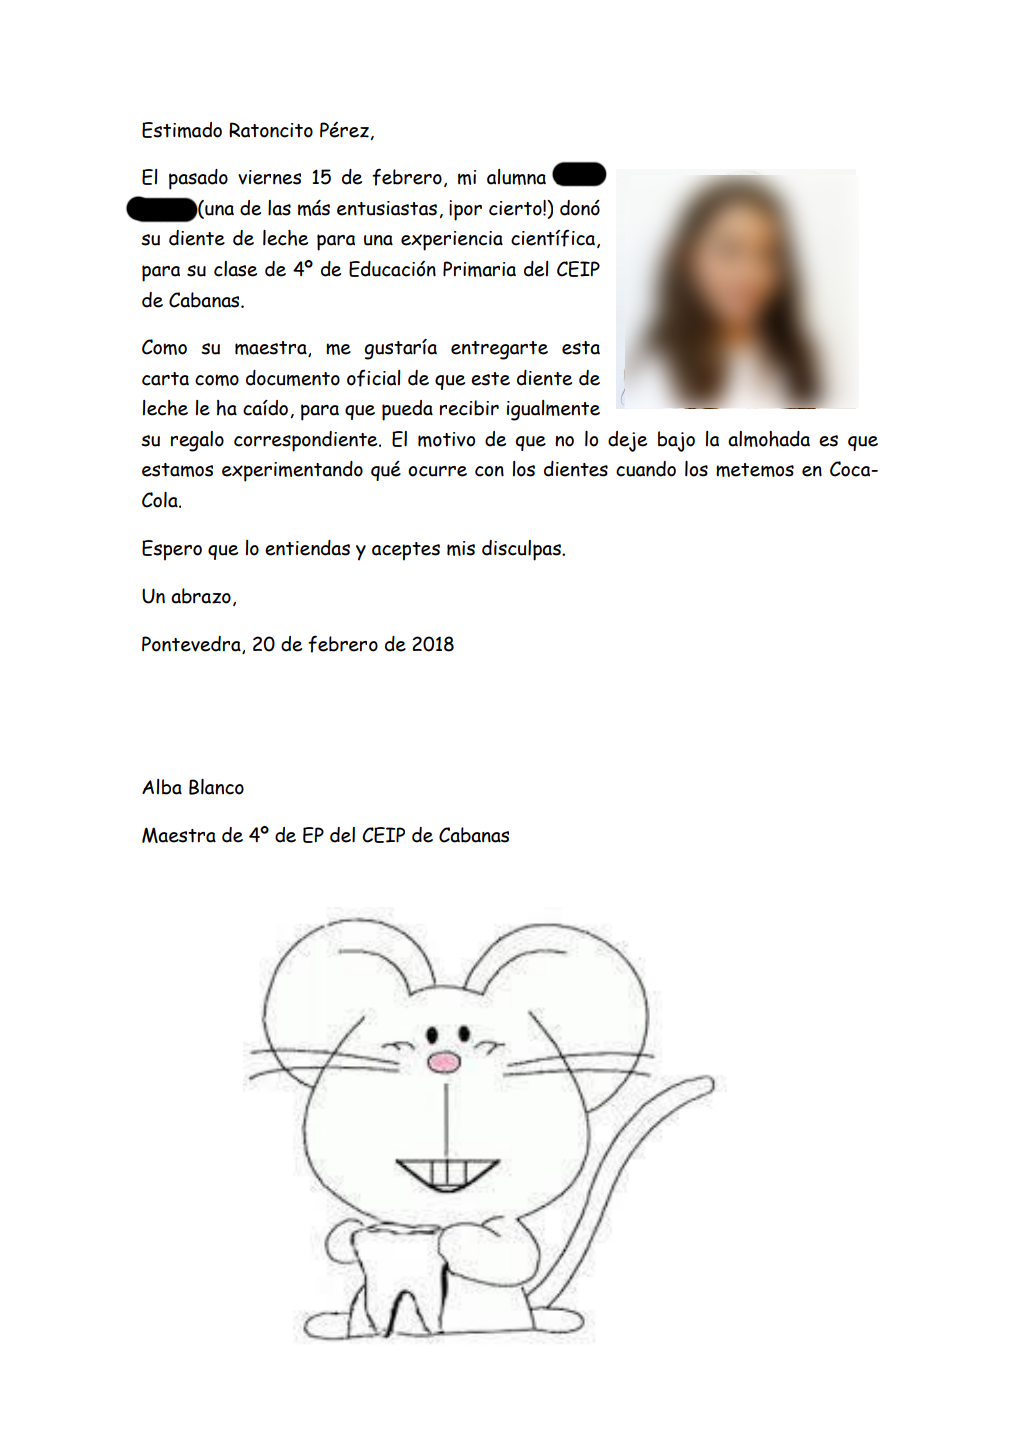 Estimado Ratoncito Pérez,
El pasado viernes 15 de febrero, mi alumna
(una de las más entusiastas, ¡por cierto!) donó
su diente de leche para una experiencia científica,
para su clase de 4º de Educación Primaria del CEIP
de Cabanas.
Como su maestra, me gustaría entregarte esta
carta como documento oficial de que este diente de
leche le ha caído, para que pueda recibir igualmente
su regalo correspondiente. El motivo de que no lo deje bajo la almohada es que
estamos experimentando qué ocurre con los dientes cuando los metemos en Coca-
Cola.
Espero que lo entiendas y aceptes mis disculpas.
Un abrazo,
Pontevedra, 20 de febrero de 2018
Alba Blanco
Maestra de 4º de EP del CEIP de Cabanas